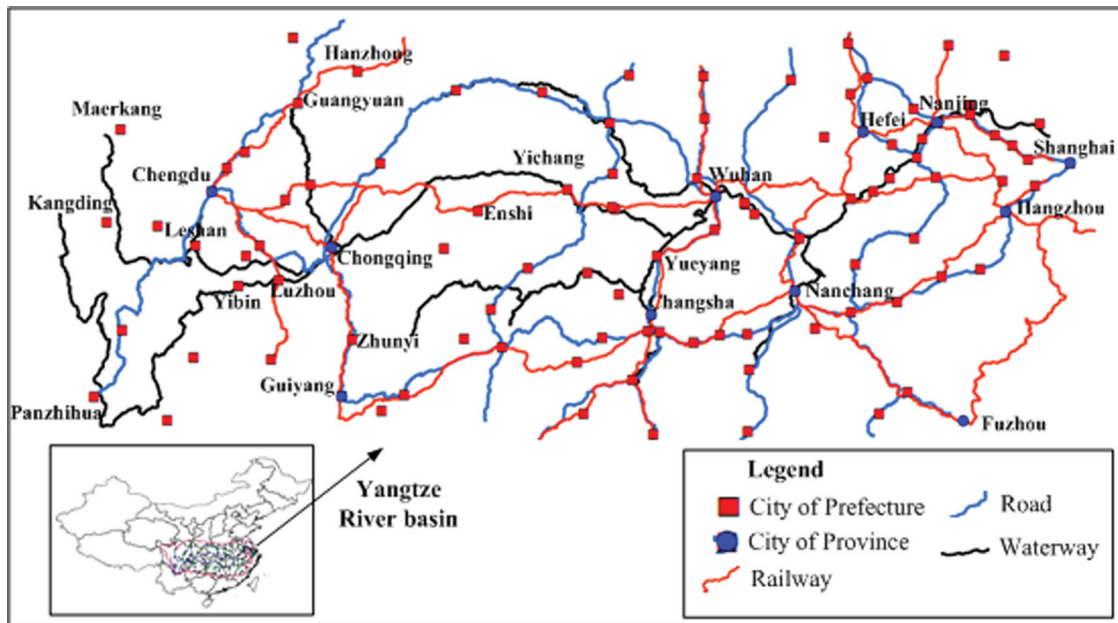 Hanzhong
Guangyuan
Maerkang
Nanjing
Hefei
Shanghai
Chengdu
Yichang
Wuhan
Kangding
Enshi
Hangzhou
Leshan
Chongqing
Yueyang
Yibin
Luzhou
Changsha
Nanchang
Zhunyi
Guiyang
Panzhihua
Fuzhou
Yangtze
River basin
Legend
City of Prefecture
Road
City of Province
Waterway
Railway